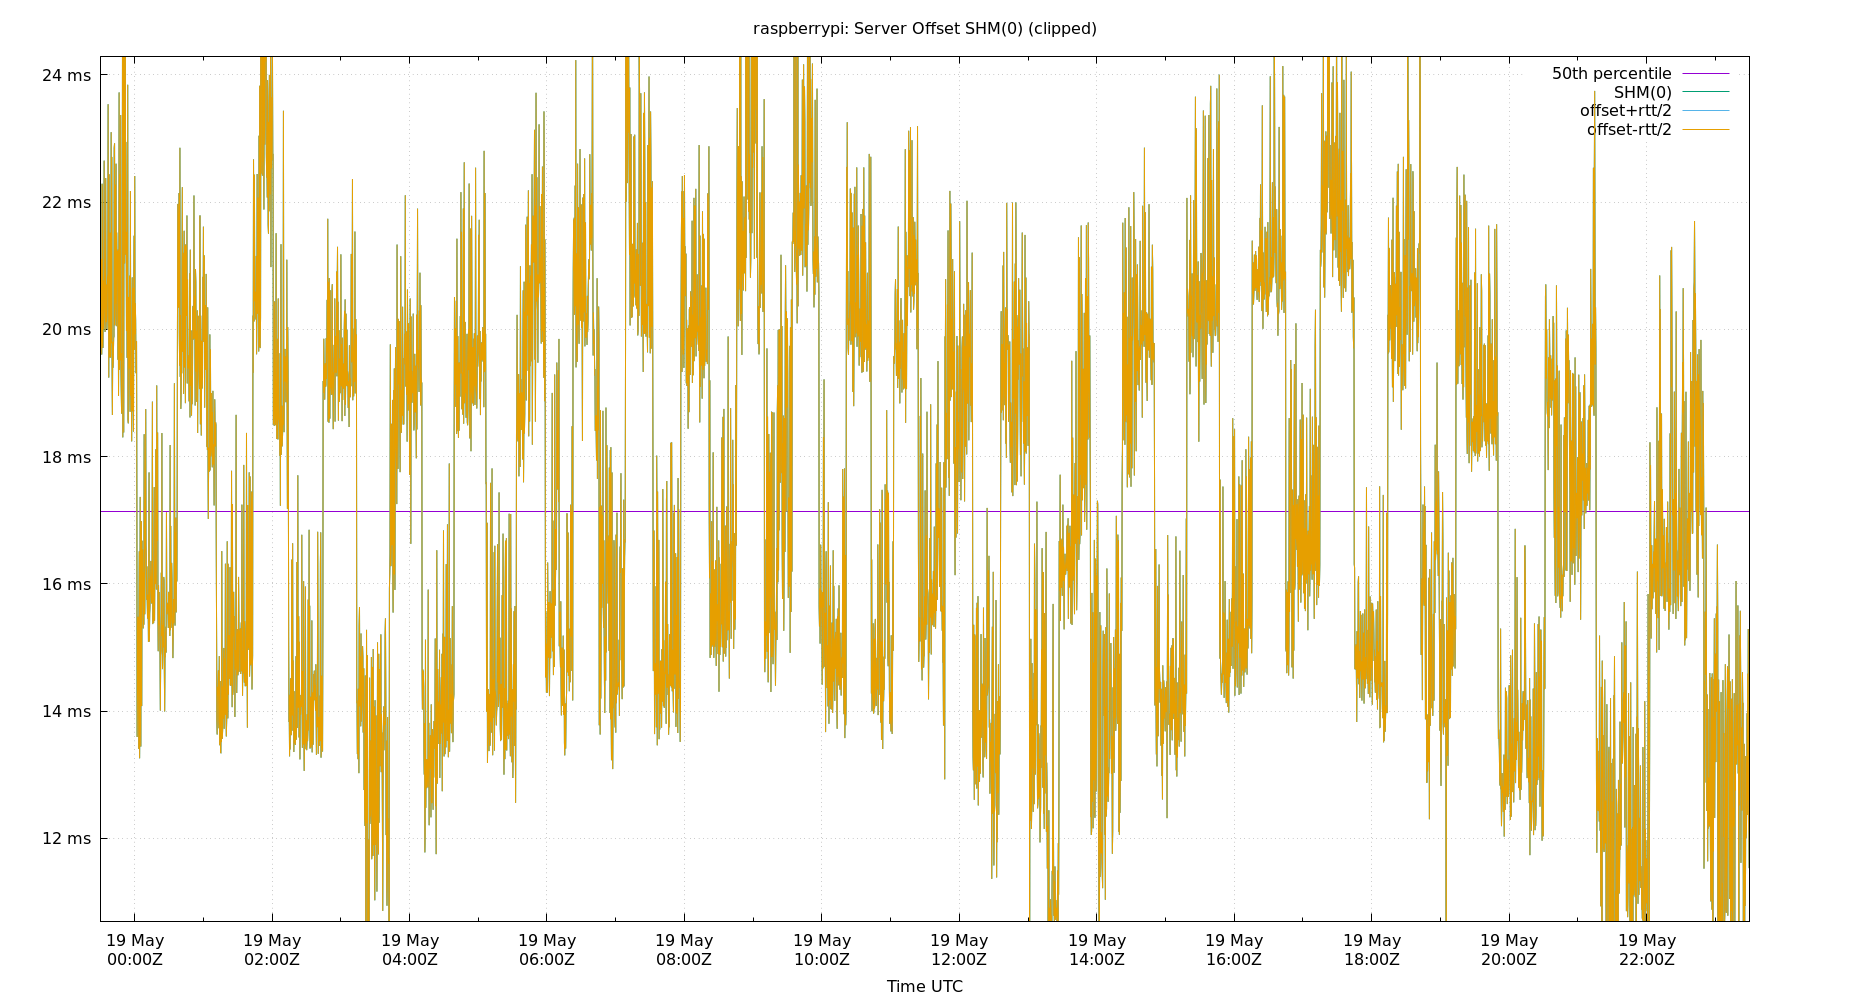 raspberrypi: Server Offset SHM(0) (clipped)
24 ms
22 ms
20 ms
18 ms
16 ms
14 ms
12 ms
50th percentile
SHM(0)
offset+rtt/2
offset-rtt/2
19 May 19 May 19 May 19 May 19 May 19 May 19 May 19 May 19 May 19 May 19 May 19 May
00:00Z 02:00Z 04:00Z 06:00Z 08:00Z 10:00Z 12:00Z 14:00Z 16:00Z 18:00Z 20:00Z 22:00Z
Time UTC